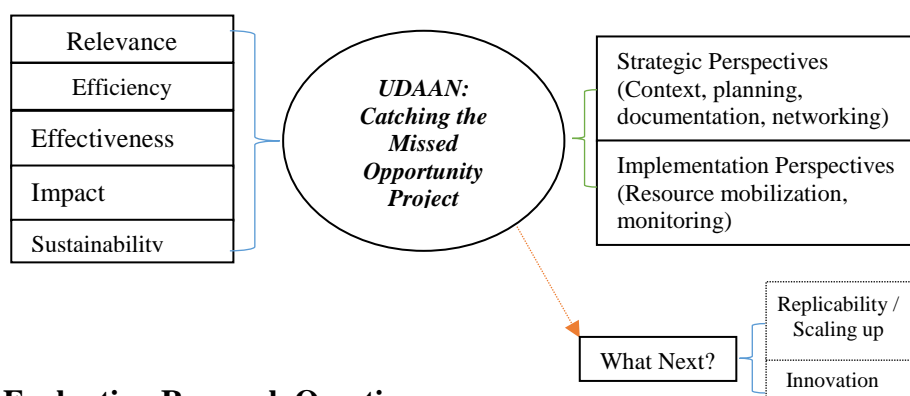 Relevance
Efficiency
Effectiveness
Impact
Sustainability
UDAAN:
Catching the
Missed
Opportunity
Project
Strategic Perspectives
(Context, planning,
documentation, networking)
Implementation Perspectives
(Resource mobilization,
monitoring)
What Next?
Replicability /
Scaling up
Innovation